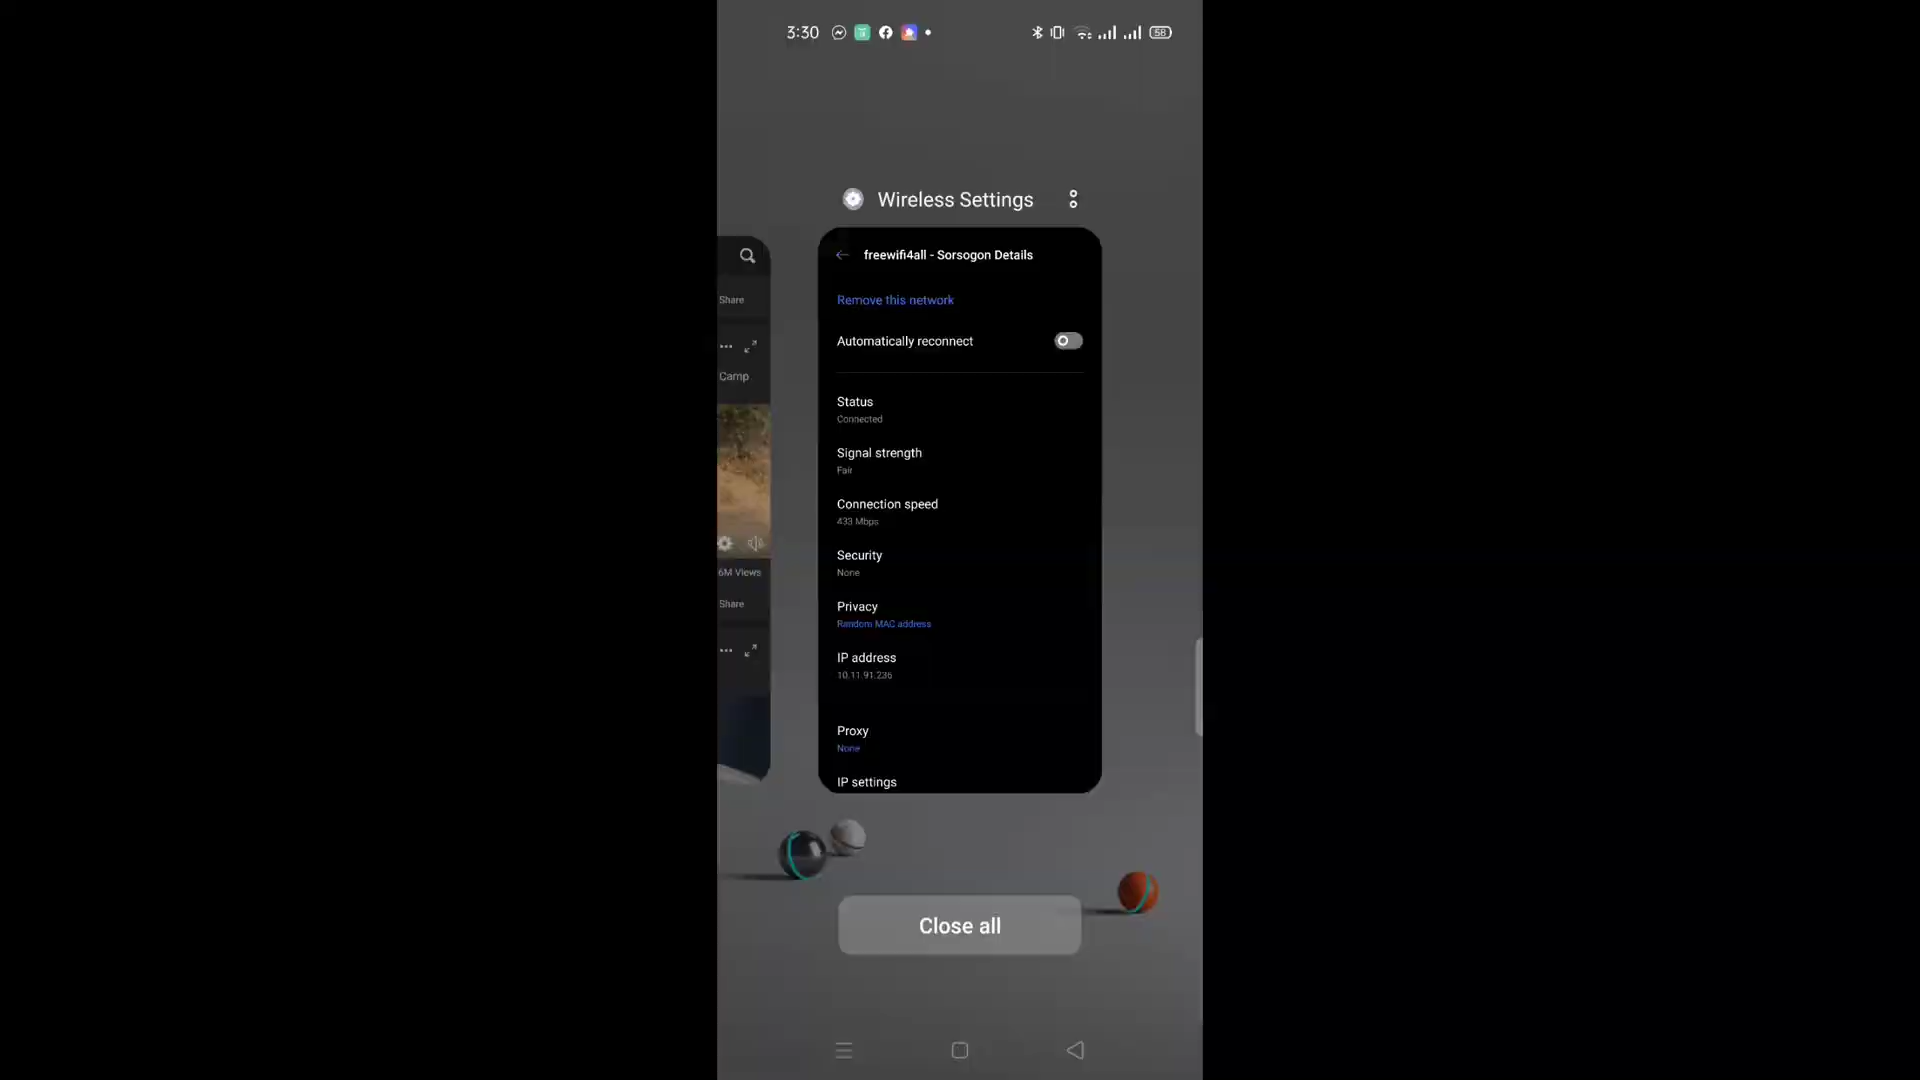 3:30
58
Wireless Settings
freewifi4all - Sorsogon Details
Remove this network
Automatically reconnect
Status
Connected
Signal strength
Fair
Connection speed
433 Mbps
Security
None
Privacy
Random MAC address
IP address
10.11.91.236
Proxy
None
IP settings
Share
Camp
6M Views
Share
Close all